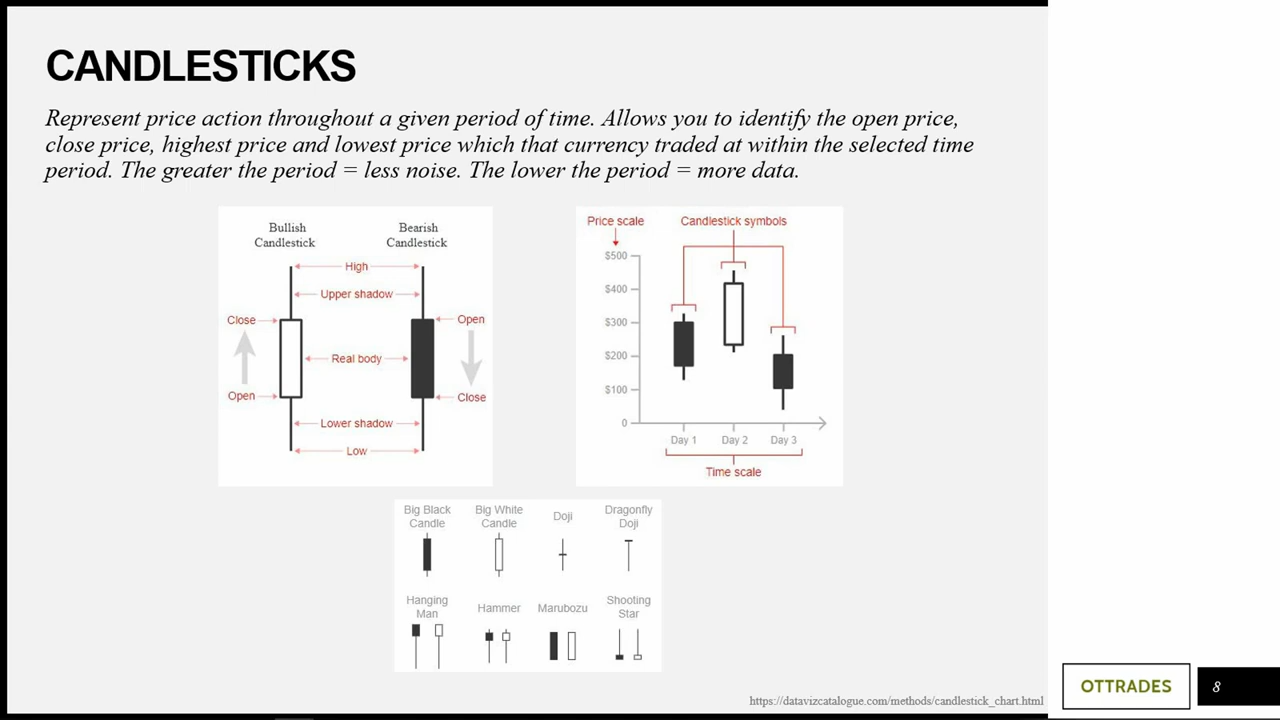 CANDLESTICKS
Represent price action throughout a given period of time. Allows you to identify the open price,
close price, highest price and lowest price which that currency traded at within the selected time
period. The greater the period = less noise. The lower the period = more data.
Bullish
Candlestick
Bearish
Candlestick
High
Upper shadow
Close
Open
Real body
Open
Close
Lower shadow
Low
Price scale
Candlestick symbols
$500
$400
$300
$200
$100
0
Day 1
Day 2
Day 3
Time scale
Big Black
Candle
Big White
Candle
Doji
Dragonfly
Doji
Hanging
Man
Hammer
Marubozu
Shooting
Star
https://datavizcatalogue.com/methods/candlestick_chart.html
OTTRADES
8